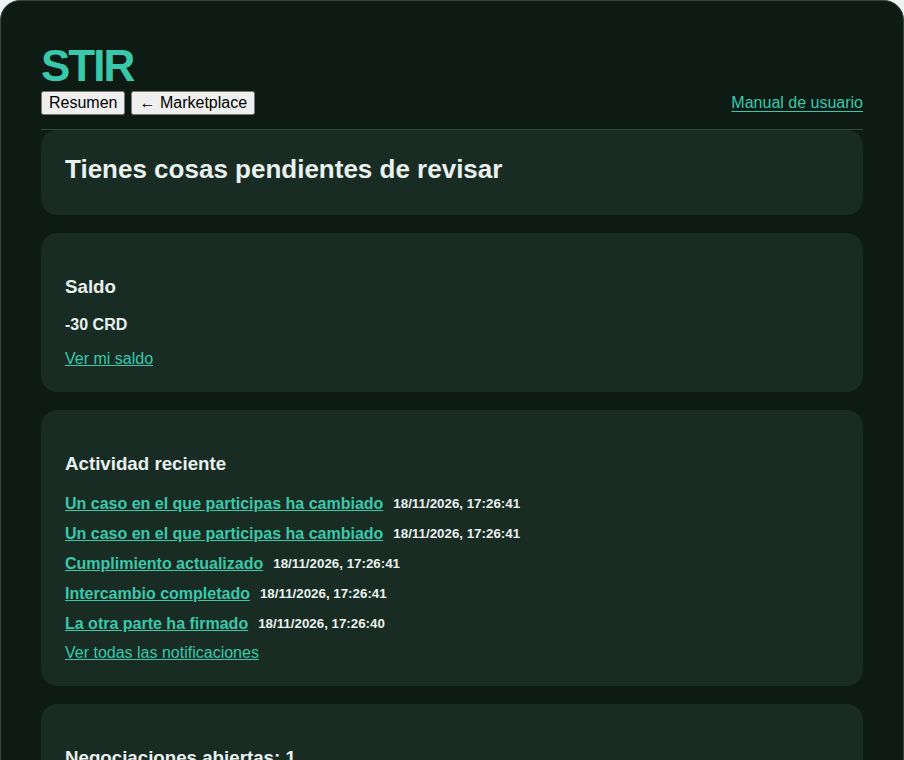 STIR
Resumen ← Marketplace Manual de usuario
Tienes cosas pendientes de revisar
Saldo
-30 CRD
Ver mi saldo
Actividad reciente
Un caso en el que participas ha cambiado 18/11/2026, 17:26:41
Un caso en el que participas ha cambiado 18/11/2026, 17:26:41
Cumplimiento actualizado 18/11/2026, 17:26:41
Intercambio completado 18/11/2026, 17:26:41
La otra parte ha firmado 18/11/2026, 17:26:40
Ver todas las notificaciones
Negociaciones abiertas: 1